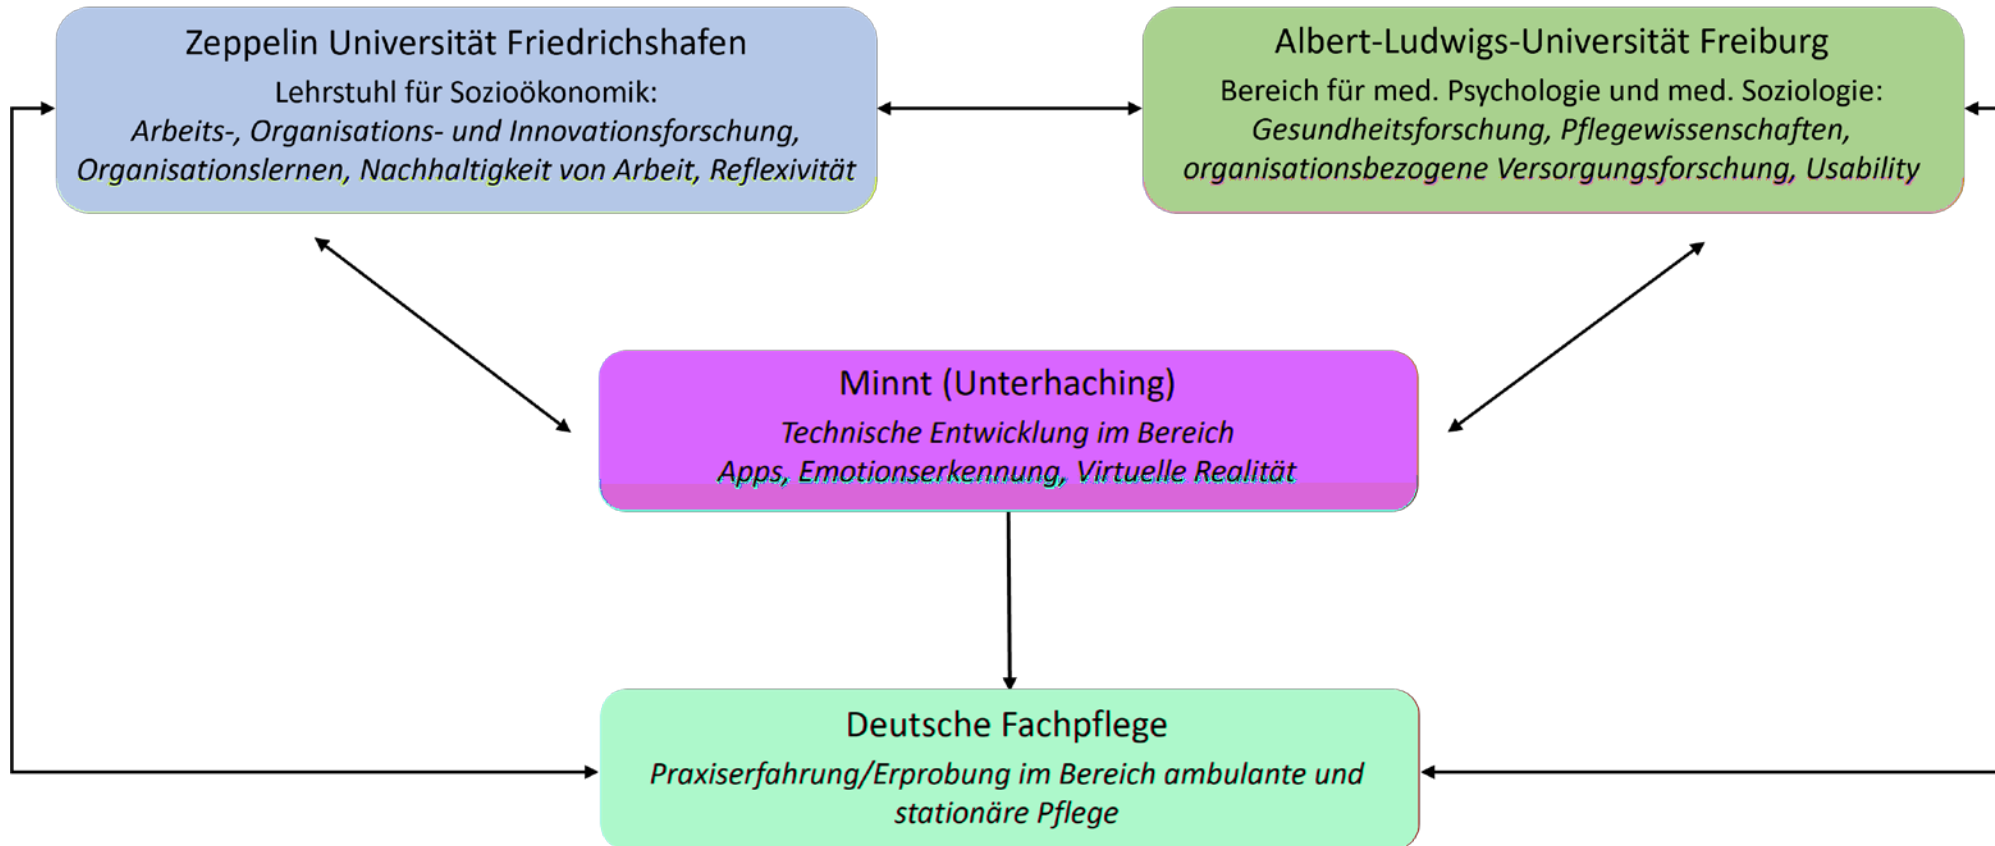 Zeppelin Universität Friedrichshafen
Lehrstuhl für Sozioökonomik:
Arbeits-, Organisations- und Innovationsforschung,
Organisationslernen, Nachhaltigkeit von Arbeit, Reflexivität
Albert-Ludwigs-Universität Freiburg
Bereich für med. Psychologie und med. Soziologie:
Gesundheitsforschung, Pflegewissenschaften,
organisationsbezogene Versorgungsforschung, Usability
Minnt (Unterhaching)
Technische Entwicklung im Bereich
Apps, Emotionserkennung, Virtuelle Realität
Deutsche Fachpflege
Praxiserfahrung/Erprobung im Bereich ambulante und
stationäre Pflege